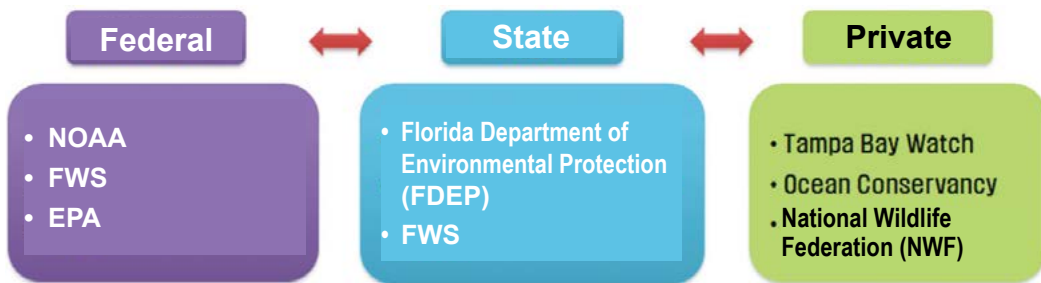 Federal
State
Private
• NOAA
• FWS
• EPA
• Florida Department of
Environmental Protection
(FDEP)
• FWS
• Tampa Bay Watch
• Ocean Conservancy
• National Wildlife
Federation (NWF)